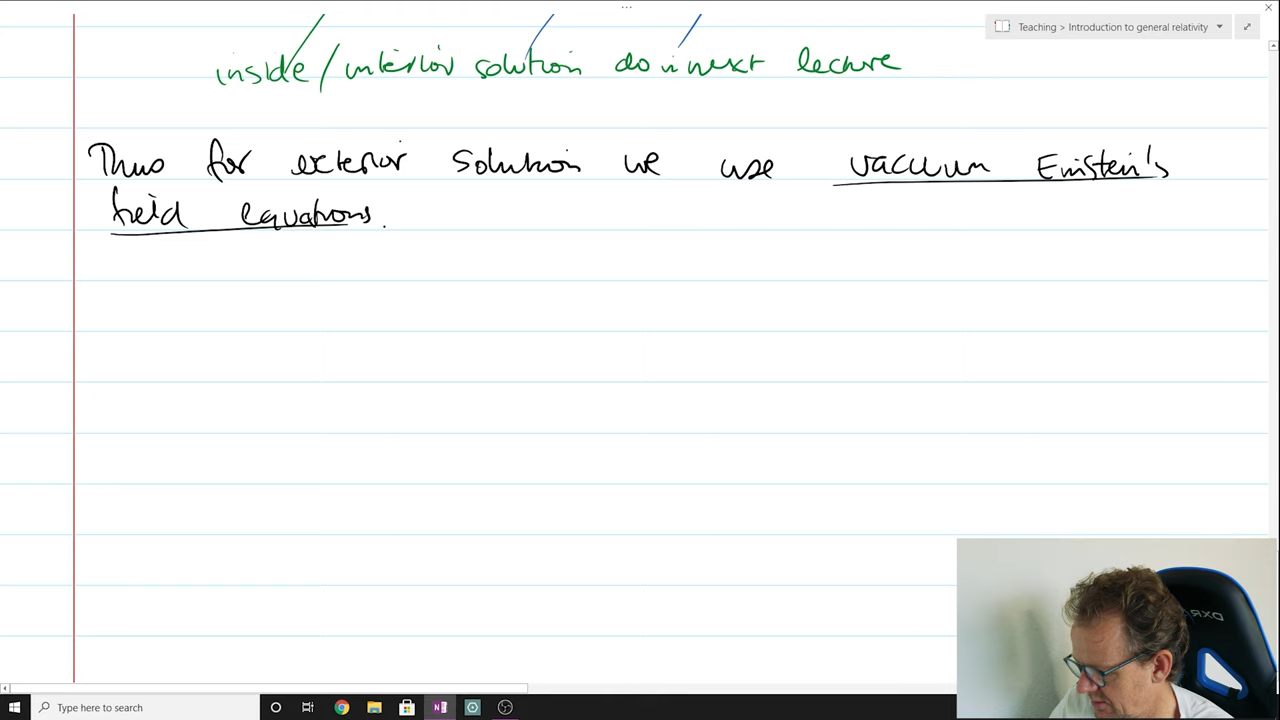 Teaching > Introduction to general relativity
inside/interior solution do in next lecture
Thus for exterior solution we use vacuum Einstein's
field equations.
DXRA
Type here to search